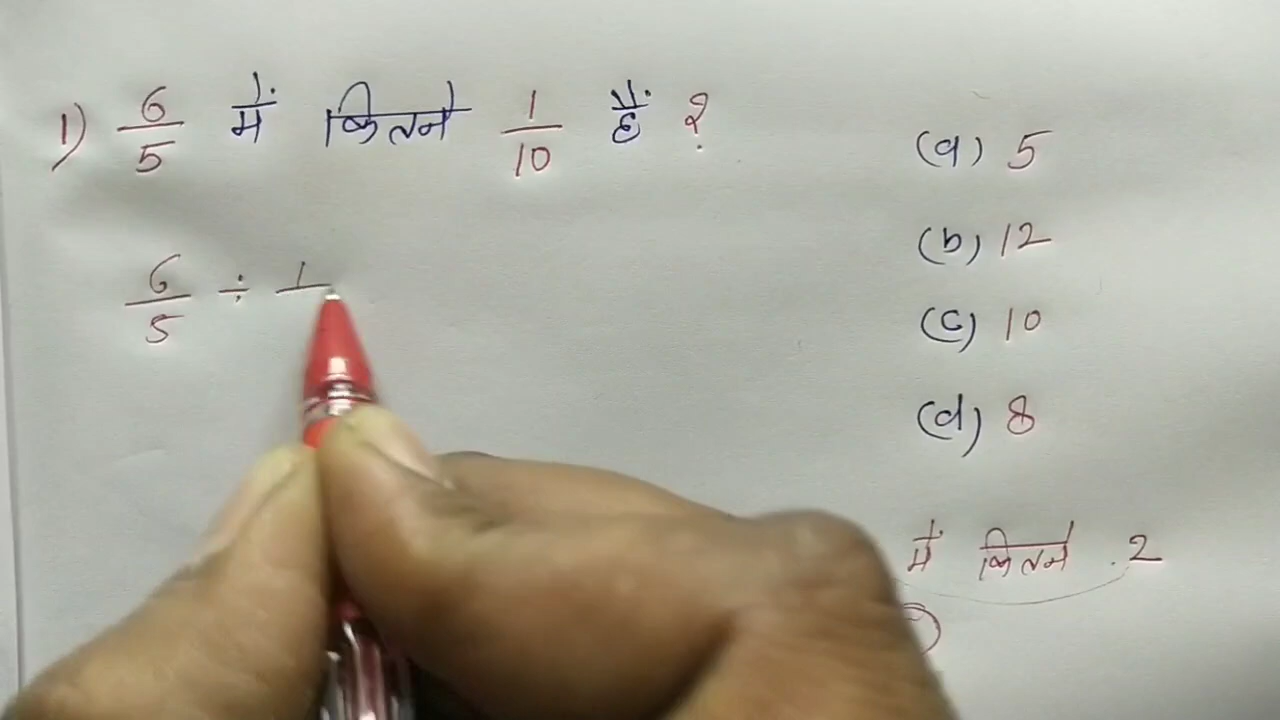 1) 6/5 में कितने 1/10 हैं ?
(a) 5
(b) 12
(c) 10
(d) 8
6/5 ÷ 1
में कितने 2